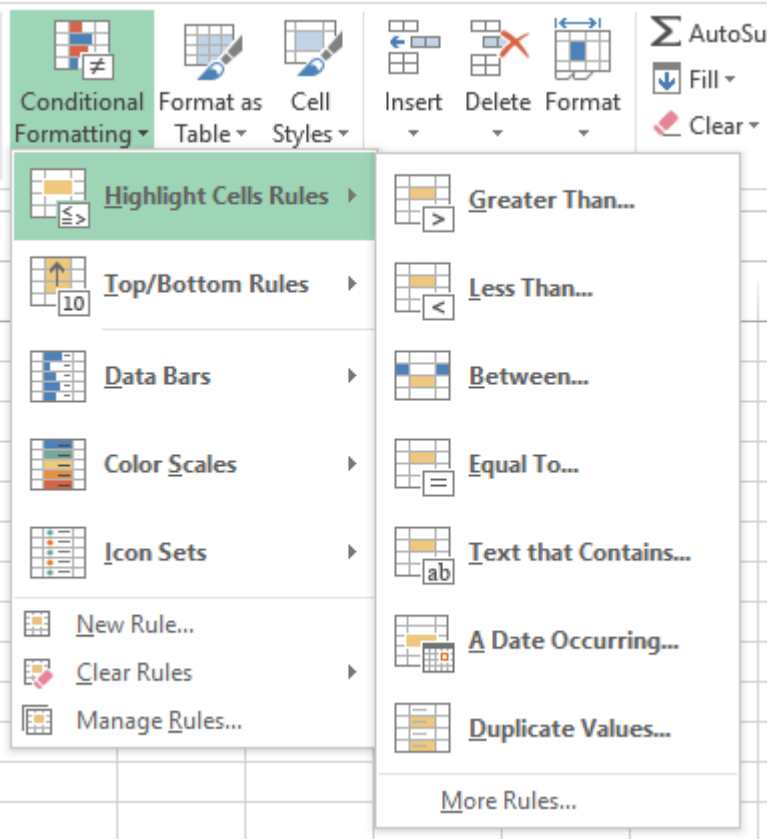 Conditional Formatting
Format as Table
Cell Styles
Insert
Delete
Format
AutoSu
Fill
Clear
Highlight Cells Rules
Top/Bottom Rules
10
Data Bars
Color Scales
Icon Sets
New Rule...
Clear Rules
Manage Rules...
Greater Than...
>
Less Than...
<
Between...
Equal To...
=
Text that Contains...
ab
A Date Occurring...
Duplicate Values...
More Rules...